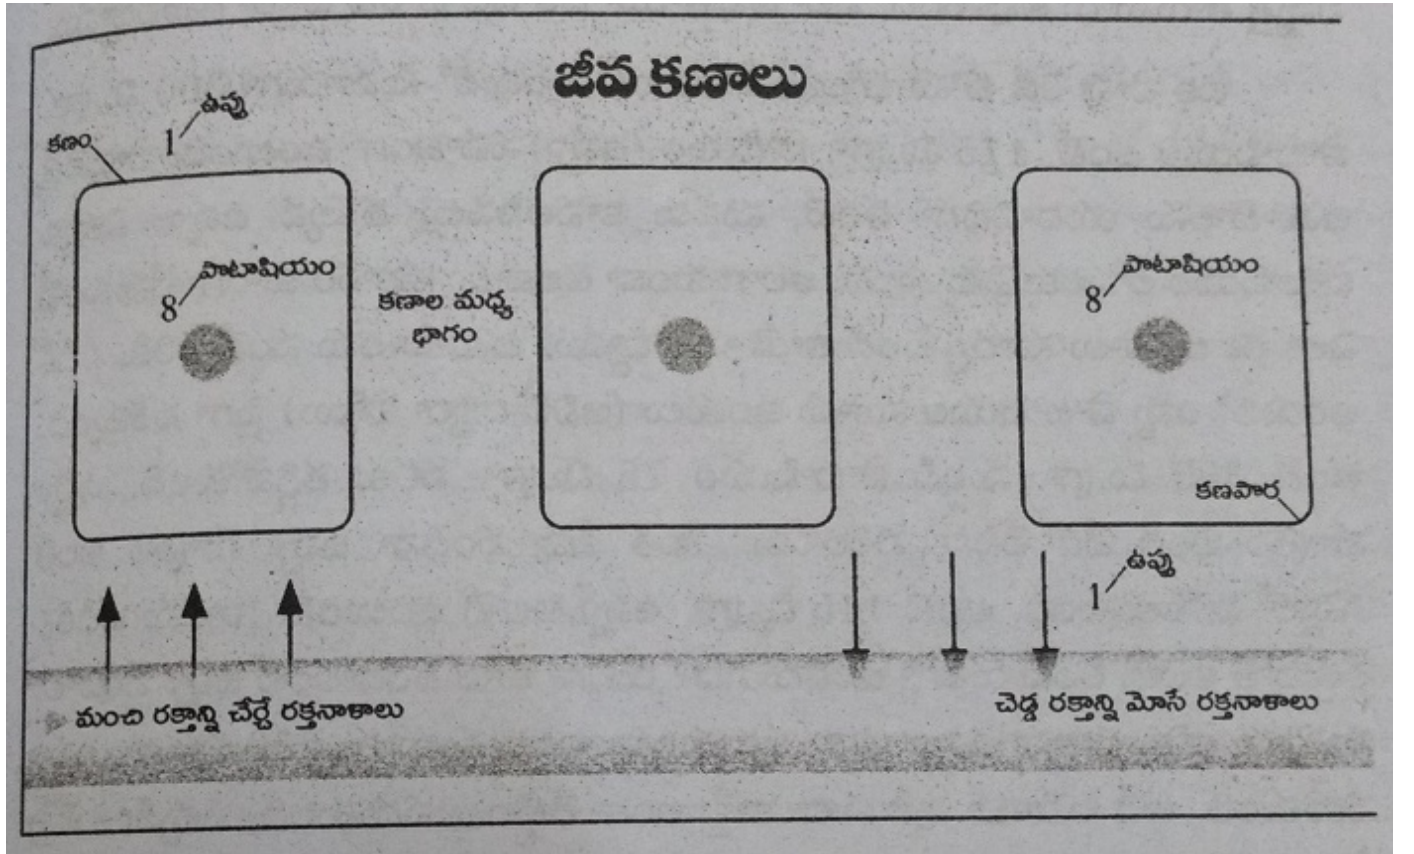 జీవ కణాలు
ఉప్పు
1
కణం
పొటాషియం
8
కణాల మధ్య
భాగం
పొటాషియం
8
కణపొర
ఉప్పు
1
మంచి రక్తాన్ని చేర్చే రక్తనాళాలు
చెడ్డ రక్తాన్ని మోసే రక్తనాళాలు